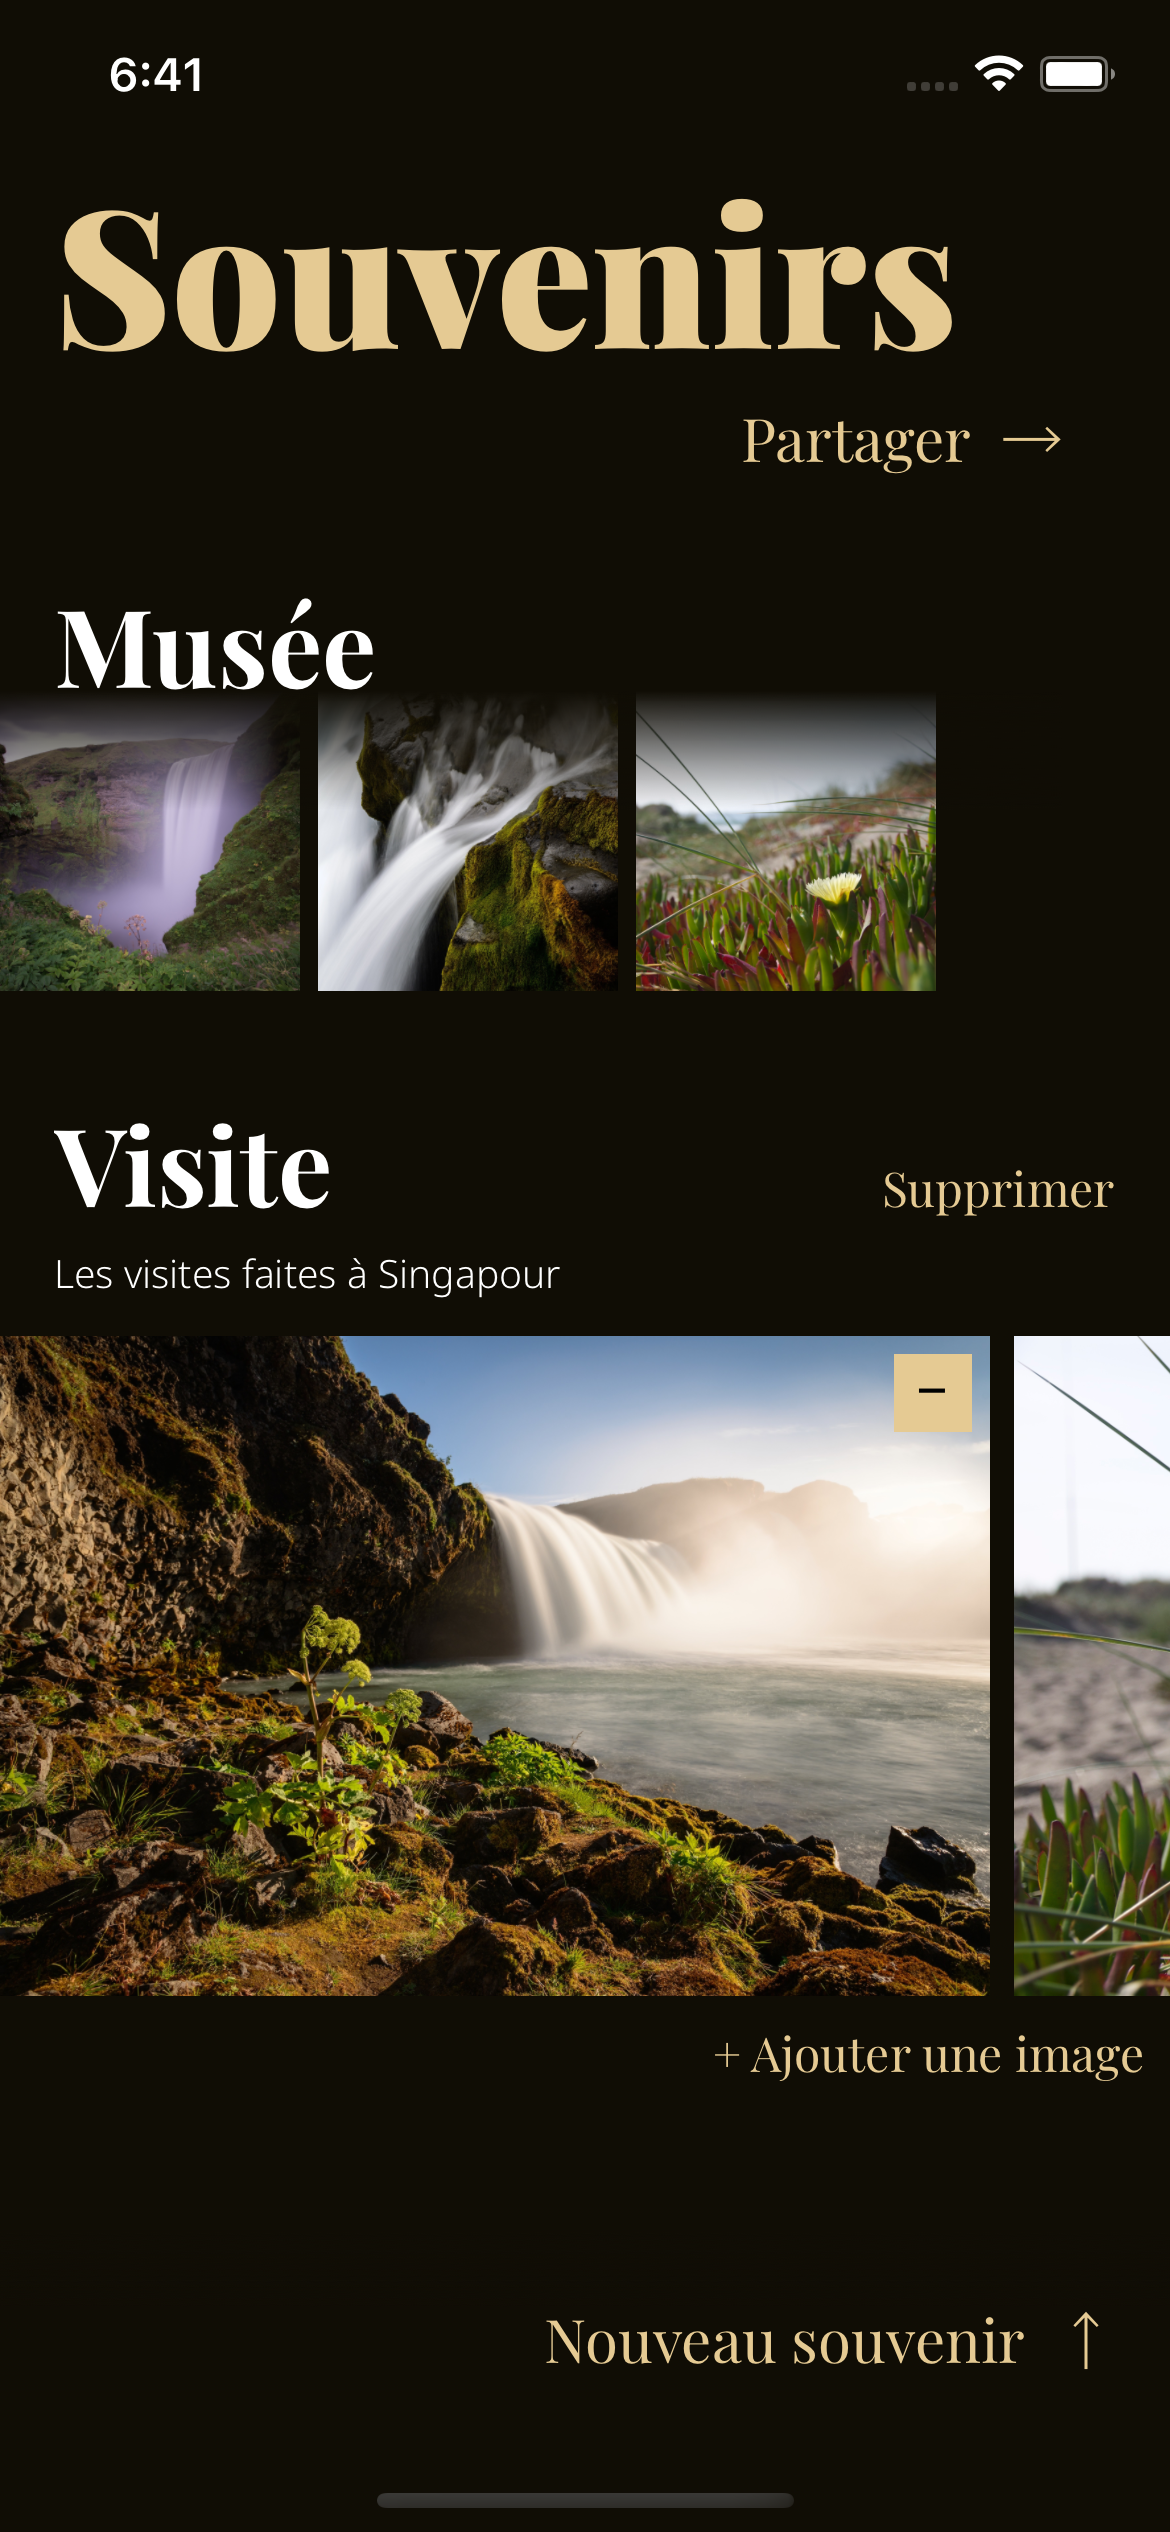 6:41
Souvenirs
Partager →
Musée
Visite
Supprimer
Les visites faites à Singapour
+ Ajouter une image
Nouveau souvenir ↑